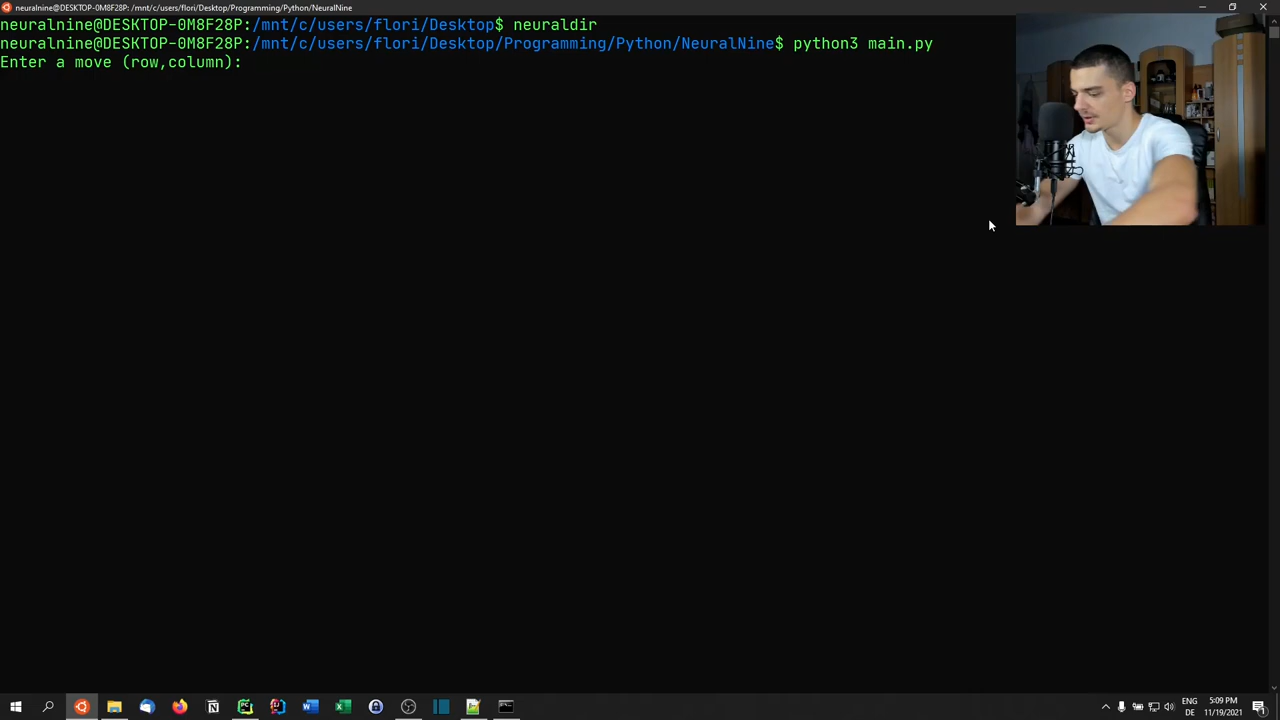 neuralnine@DESKTOP-0M8F28P: /mnt/c/users/flori/Desktop/Programming/Python/NeuralNine
neuralnine@DESKTOP-0M8F28P:/mnt/c/users/flori/Desktop$ neuraldir
neuralnine@DESKTOP-0M8F28P:/mnt/c/users/flori/Desktop/Programming/Python/NeuralNine$ python3 main.py
Enter a move (row,column):
ENG
DE
5:09 PM
11/19/2021